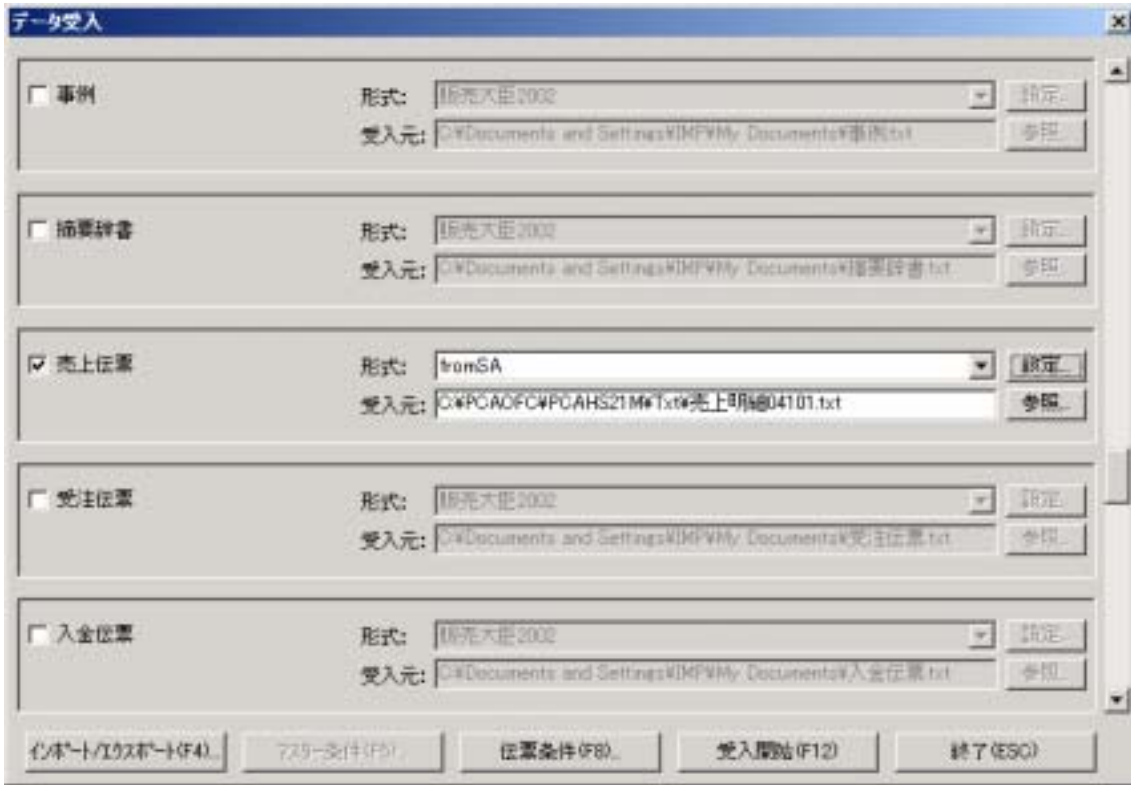 データ受入
事例 形式: 販売大臣2002 設定...
受入元: C:¥Documents and Settings¥IMP¥My Documents¥事例.txt 参照...
摘要辞書 形式: 販売大臣2002 設定...
受入元: C:¥Documents and Settings¥IMP¥My Documents¥摘要辞書.txt 参照...
売上伝票 形式: fromSA 設定...
受入元: C:¥PCAOFC¥PCAHS21M¥Txt¥売上明細04101.txt 参照...
受注伝票 形式: 販売大臣2002 設定...
受入元: C:¥Documents and Settings¥IMP¥My Documents¥受注伝票.txt 参照...
入金伝票 形式: 販売大臣2002 設定...
受入元: C:¥Documents and Settings¥IMP¥My Documents¥入金伝票.txt 参照...
インポート/エクスポート(F4)... マスター条件(F5)... 伝票条件(F8)... 受入開始(F12) 終了(ESC)